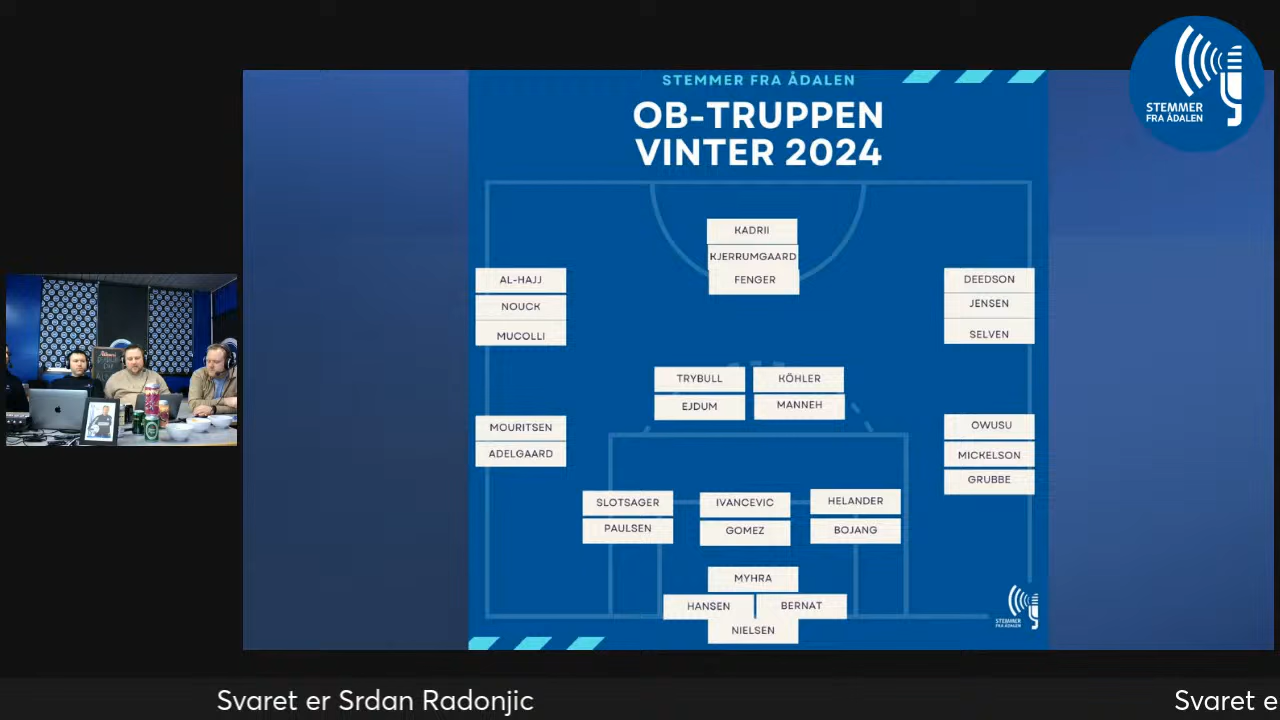 STEMMER FRA ÅDALEN
OB-TRUPPEN
VINTER 2024
STEMMER
FRA ÅDALEN
KADRII
KJERRUMGAARD
FENGER
AL-HAJJ
NOUCK
MUCOLLI
DEEDSON
JENSEN
SELVEN
TRYBULL
KÖHLER
EJDUM
MANNEH
MOURITSEN
ADELGAARD
OWUSU
MICKELSON
GRUBBE
SLOTSAGER
IVANCEVIC
HELANDER
PAULSEN
GOMEZ
BOJANG
MYHRA
HANSEN
BERNAT
NIELSEN
STEMMER
FRA ÅDALEN
Svaret er Srdan Radonjic
Svaret e